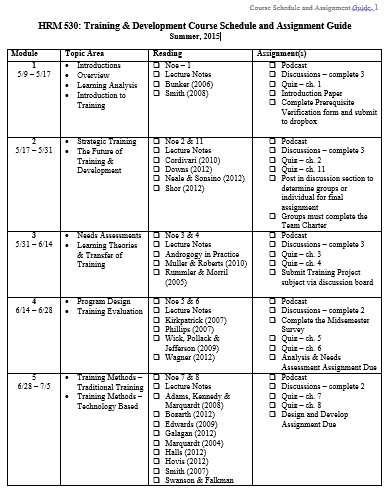 Course Schedule and Assignment Guide, 1
HRM 530: Training & Development Course Schedule and Assignment Guide
Summer, 2015
Module Topic Area Reading Assignment(s)
1
5/9 – 5/17
• Introductions
• Overview
• Learning Analysis
• Introduction to
Training
❑ Noe – 1
❑ Lecture Notes
❑ Bunker (2006)
❑ Smith (2008)
❑ Podcast
❑ Discussions – complete 3
❑ Quiz – ch. 1
❑ Introduction Paper
❑ Complete Prerequisite
Verification form and submit
to dropbox
2
5/17 – 5/31
• Strategic Training
• The Future of
Training &
Development
❑ Noe 2 & 11
❑ Lecture Notes
❑ Cordivari (2010)
❑ Downs (2012)
❑ Neale & Sonsino (2012)
❑ Shor (2012)
❑ Podcast
❑ Discussions – complete 3
❑ Quiz – ch. 2
❑ Quiz – ch. 11
❑ Post in discussion section to
determine groups or
individual for final
assignment
❑ Groups must complete the
Team Charter
3
5/31 – 6/14
• Needs Assessments
• Learning Theories
& Transfer of
Training
❑ Noe 3 & 4
❑ Lecture Notes
❑ Androgogy in Practice
❑ Muller & Roberts (2010)
❑ Rummler & Morril
(2005)
❑ Podcast
❑ Discussions – complete 3
❑ Quiz – ch. 3
❑ Quiz – ch. 4
❑ Submit Training Project
subject via discussion board
4
6/14 – 6/28
• Program Design
• Training Evaluation
❑ Noe 5 & 6
❑ Lecture Notes
❑ Kirkpatrick (2007)
❑ Phillips (2007)
❑ Wick, Pollack &
Jefferson (2009)
❑ Wagner (2012)
❑ Podcast
❑ Discussions – complete 2
❑ Complete the Midsemester
Survey
❑ Quiz – ch. 5
❑ Quiz – ch. 6
❑ Analysis & Needs
Assessment Assignment Due
5
6/28 – 7/5
• Training Methods –
Traditional Training
• Training Methods –
Technology Based
❑ Noe 7 & 8
❑ Lecture Notes
❑ Adams, Kennedy &
Marquardt (2008)
❑ Bozarth (2012)
❑ Edwards (2009)
❑ Galagan (2012)
❑ Marquardt (2004)
❑ Halls (2012)
❑ Hovis (2012)
❑ Smith (2007)
❑ Swanson & Falkman
❑ Podcast
❑ Discussions – complete 2
❑ Quiz – ch. 7
❑ Quiz – ch. 8
❑ Design and Develop
Assignment Due